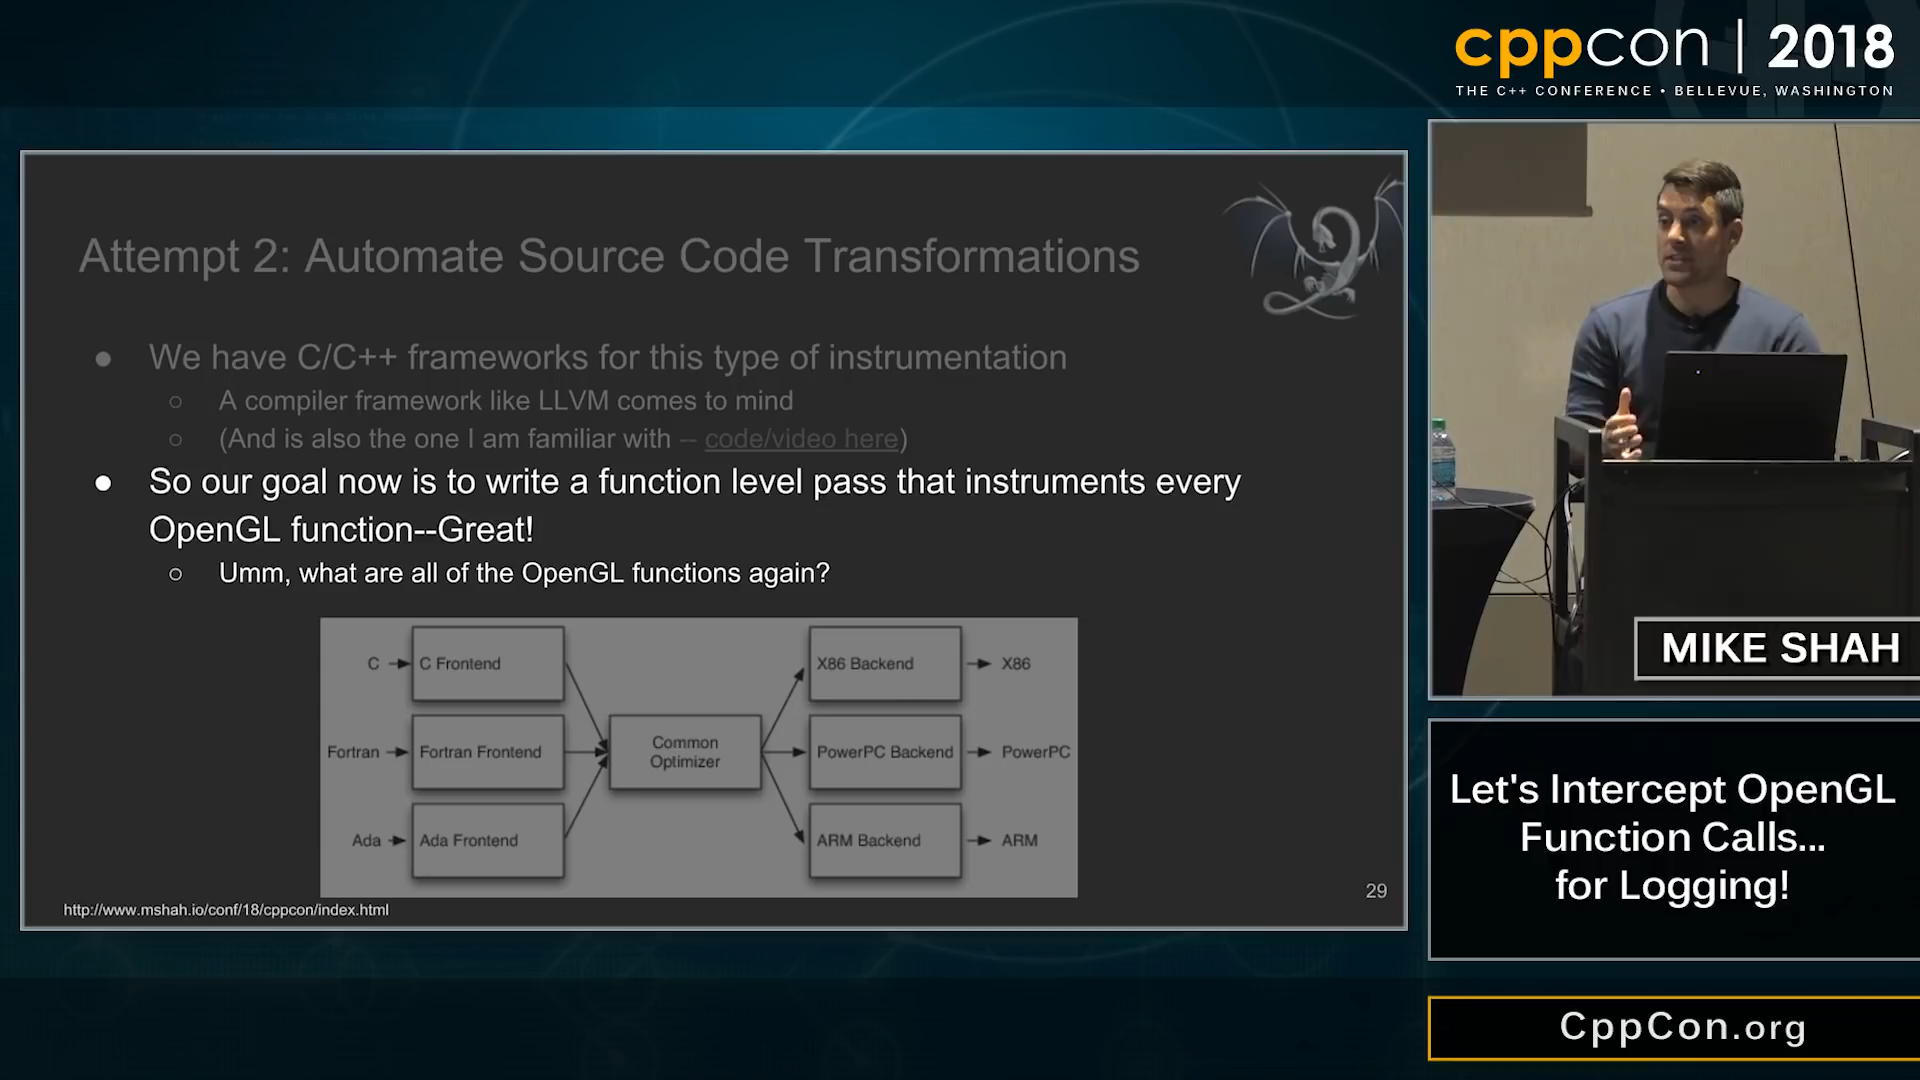 cppcon | 2018
THE C++ CONFERENCE • BELLEVUE, WASHINGTON
Attempt 2: Automate Source Code Transformations
● We have C/C++ frameworks for this type of instrumentation
○ A compiler framework like LLVM comes to mind
○ (And is also the one I am familiar with -- code/video here)
● So our goal now is to write a function level pass that instruments every
OpenGL function--Great!
○ Umm, what are all of the OpenGL functions again?
C
C Frontend
X86 Backend
X86
Fortran
Fortran Frontend
Common
Optimizer
PowerPC Backend
PowerPC
Ada
Ada Frontend
ARM Backend
ARM
29
http://www.mshah.io/conf/18/cppcon/index.html
MIKE SHAH
Let's Intercept OpenGL
Function Calls...
for Logging!
CppCon.org